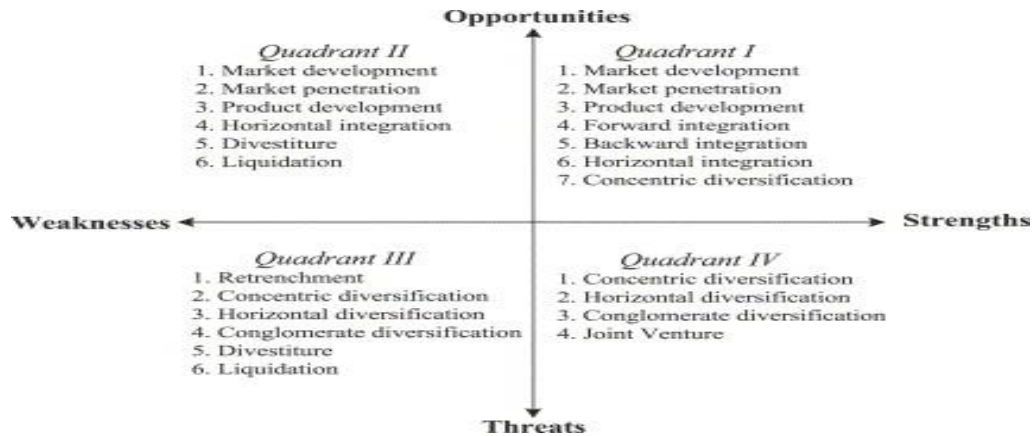 Opportunities
Quadrant II
1. Market development
2. Market penetration
3. Product development
4. Horizontal integration
5. Divestiture
6. Liquidation
Quadrant I
1. Market development
2. Market penetration
3. Product development
4. Forward integration
5. Backward integration
6. Horizontal integration
7. Concentric diversification
Weaknesses
Strengths
Quadrant III
1. Retrenchment
2. Concentric diversification
3. Horizontal diversification
4. Conglomerate diversification
5. Divestiture
6. Liquidation
Quadrant IV
1. Concentric diversification
2. Horizontal diversification
3. Conglomerate diversification
4. Joint Venture
Threats